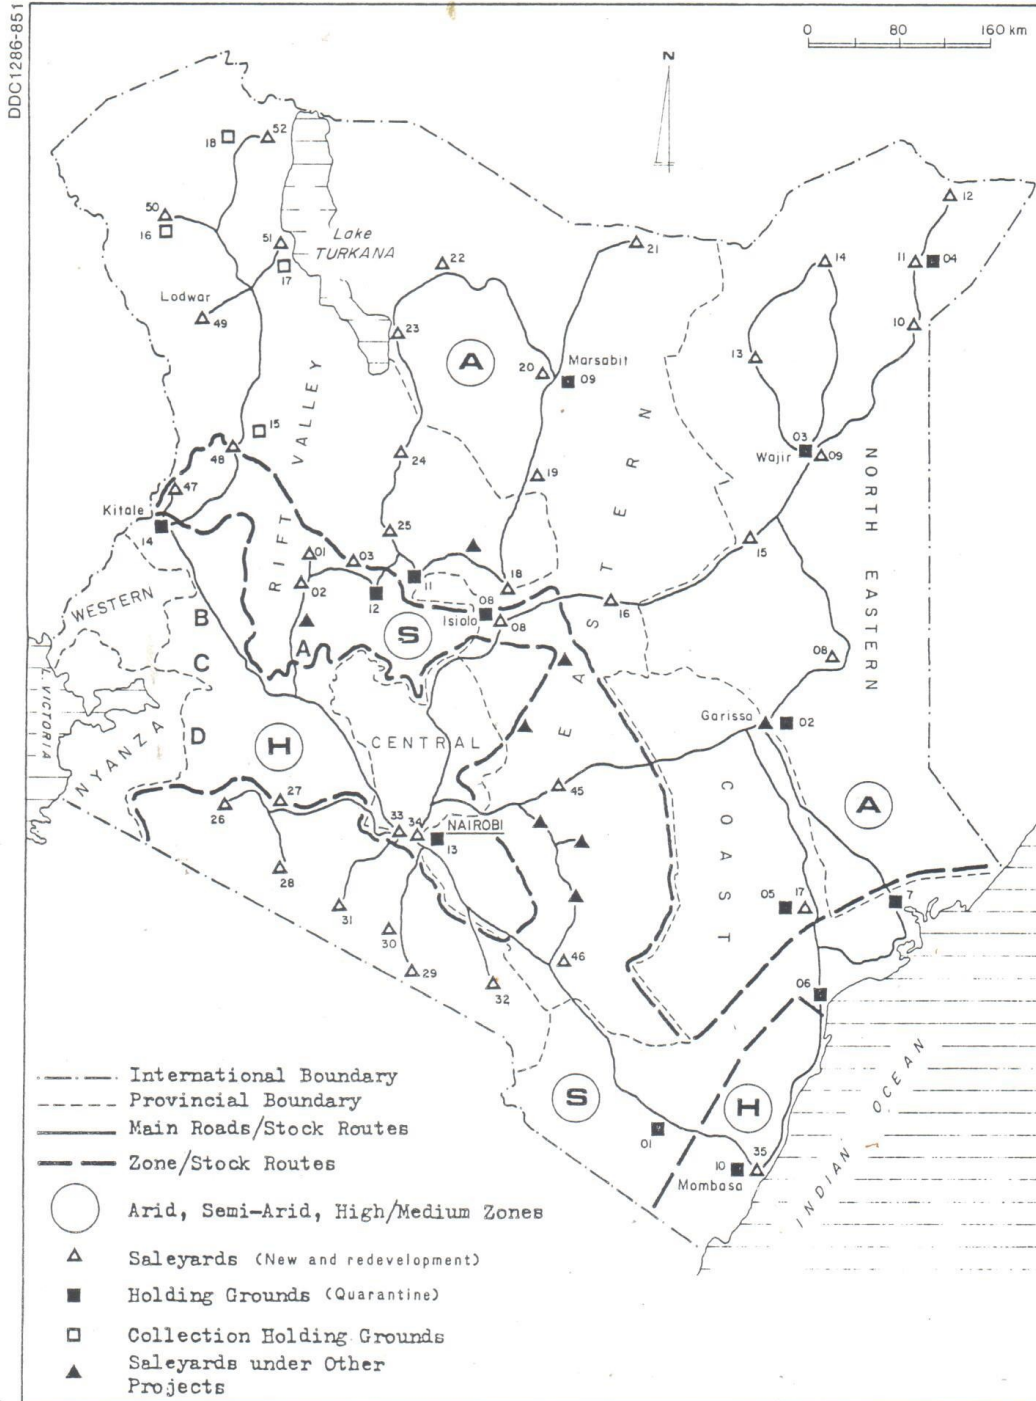 DDC1286-851
0 80 160 km
N
52
18
12
50
16
51
Lake
TURKANA
21
22
14
11
04
17
Lodwar
49
23
10
A
13
Marsabit
20
09
15
VALLEY
48
03
Wajir
09
24
19
NORTH EASTERN
47
Kitale
14
RIFT
25
EASTERN
15
01
03
02
12
11
18
08
Isiolo
08
16
WESTERN
B
A
S
08
C
L. VICTORIA
NYANZA
D
H
CENTRAL
Garissa
02
COAST
A
45
26
27
33
34
NAIROBI
13
28
31
30
29
32
46
05
17
7
06
International Boundary
Provincial Boundary
Main Roads/Stock Routes
Zone/Stock Routes
Arid, Semi-Arid, High/Medium Zones
Saleyards (New and redevelopment)
Holding Grounds (Quarantine)
Collection Holding Grounds
Saleyards under Other
Projects
S
H
01
10
35
Mombasa
INDIAN OCEAN